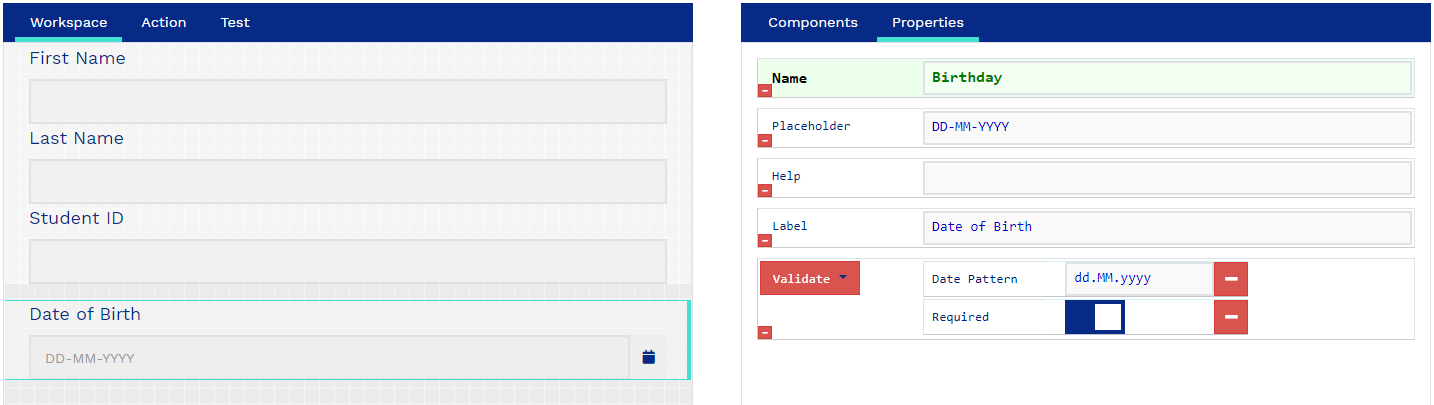 Workspace Action Test
First Name
Last Name
Student ID
Date of Birth
DD-MM-YYYY
Components Properties
Name Birthday
Placeholder DD-MM-YYYY
Help
Label Date of Birth
Validate Date Pattern dd.MM.yyyy
Required